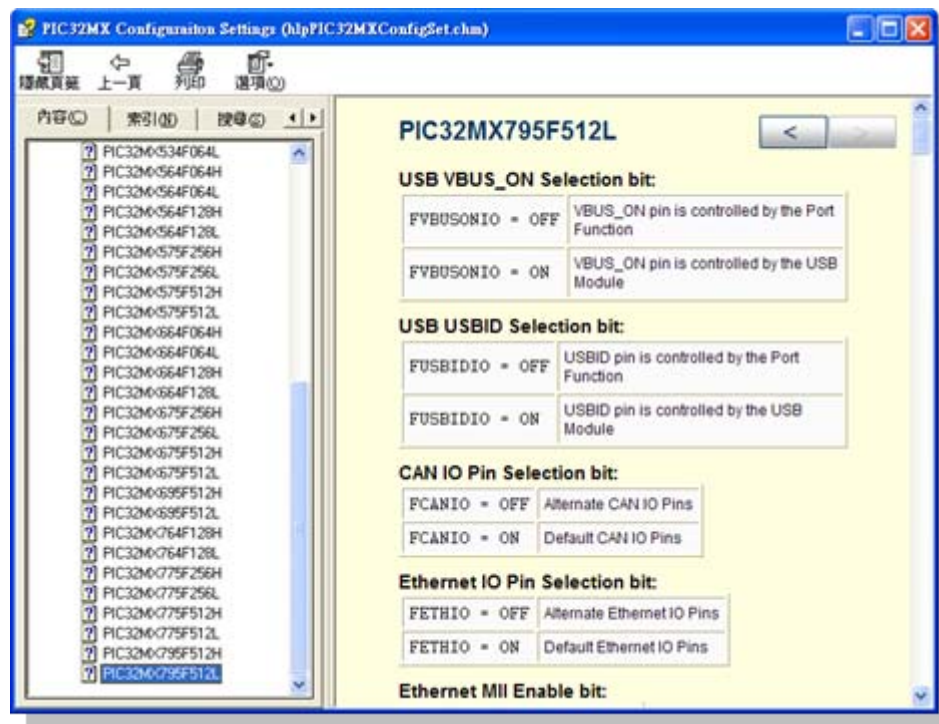 PIC32MX Configuraiton Settings (hlpPIC32MXConfigSet.chm)
隱藏頁籤 上一頁 列印 選項(O)
內容(C) 索引(N) 搜尋(S)
PIC32MX534F064L
PIC32MX564F064H
PIC32MX564F064L
PIC32MX564F128H
PIC32MX564F128L
PIC32MX575F256H
PIC32MX575F256L
PIC32MX575F512H
PIC32MX575F512L
PIC32MX664F064H
PIC32MX664F064L
PIC32MX664F128H
PIC32MX664F128L
PIC32MX675F256H
PIC32MX675F256L
PIC32MX675F512H
PIC32MX675F512L
PIC32MX695F512H
PIC32MX695F512L
PIC32MX764F128H
PIC32MX764F128L
PIC32MX775F256H
PIC32MX775F256L
PIC32MX775F512H
PIC32MX775F512L
PIC32MX795F512H
PIC32MX795F512L
PIC32MX795F512L
< >
USB VBUS_ON Selection bit:
FVBUSONIO = OFF VBUS_ON pin is controlled by the Port
Function
FVBUSONIO = ON VBUS_ON pin is controlled by the USB
Module
USB USBID Selection bit:
FUSBIDIO = OFF USBID pin is controlled by the Port
Function
FUSBIDIO = ON USBID pin is controlled by the USB
Module
CAN IO Pin Selection bit:
FCANIO = OFF Alternate CAN IO Pins
FCANIO = ON Default CAN IO Pins
Ethernet IO Pin Selection bit:
FETHIO = OFF Alternate Ethernet IO Pins
FETHIO = ON Default Ethernet IO Pins
Ethernet MII Enable bit: